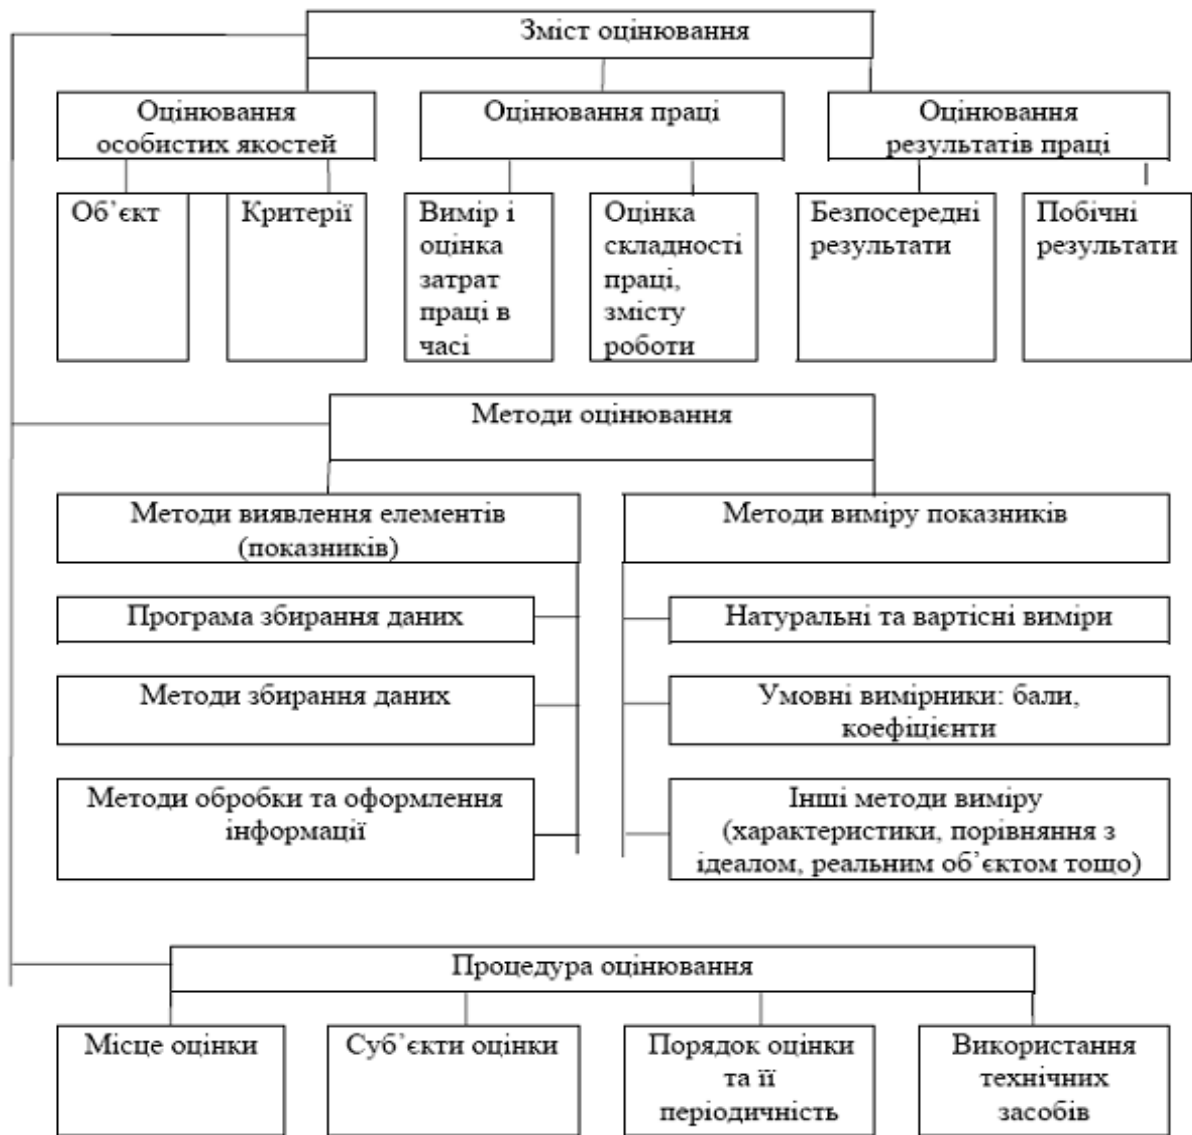 Зміст оцінювання
Оцінювання
особистих якостей
Оцінювання праці
Оцінювання
результатів праці
Об’єкт
Критерії
Вимір і
оцінка
затрат
праці в
часі
Оцінка
складності
праці,
змісту
роботи
Безпосередні
результати
Побічні
результати
Методи оцінювання
Методи виявлення елементів
(показників)
Методи виміру показників
Програма збирання даних
Натуральні та вартісні виміри
Методи збирання даних
Умовні вимірники: бали,
коефіцієнти
Методи обробки та оформлення
інформації
Інші методи виміру
(характеристики, порівняння з
ідеалом, реальним об’єктом тощо)
Процедура оцінювання
Місце оцінки
Суб’єкти оцінки
Порядок оцінки
та її
періодичність
Використання
технічних
засобів